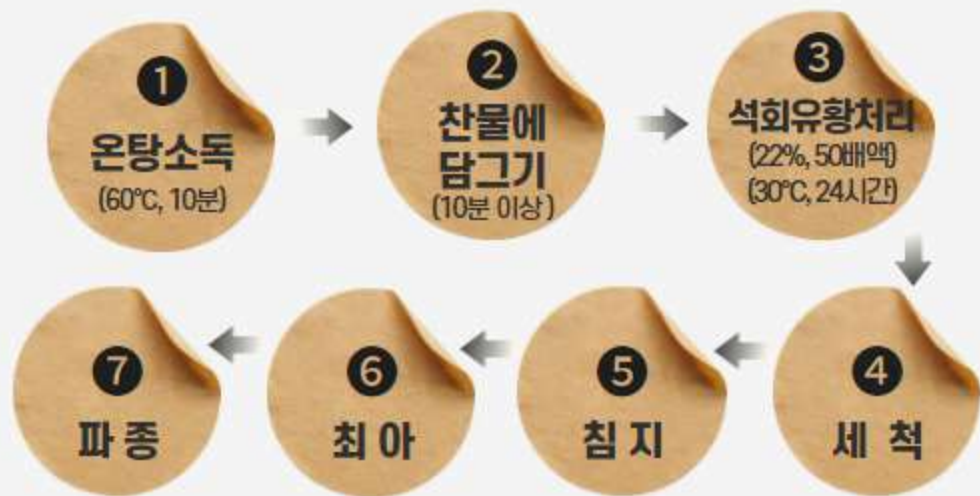 1
온탕소독
(60℃, 10분)
2
찬물에
담그기
(10분 이상)
3
석회유황처리
(22%, 50배액)
(30℃, 24시간)
4
세 척
5
침 지
6
최 아
7
파 종